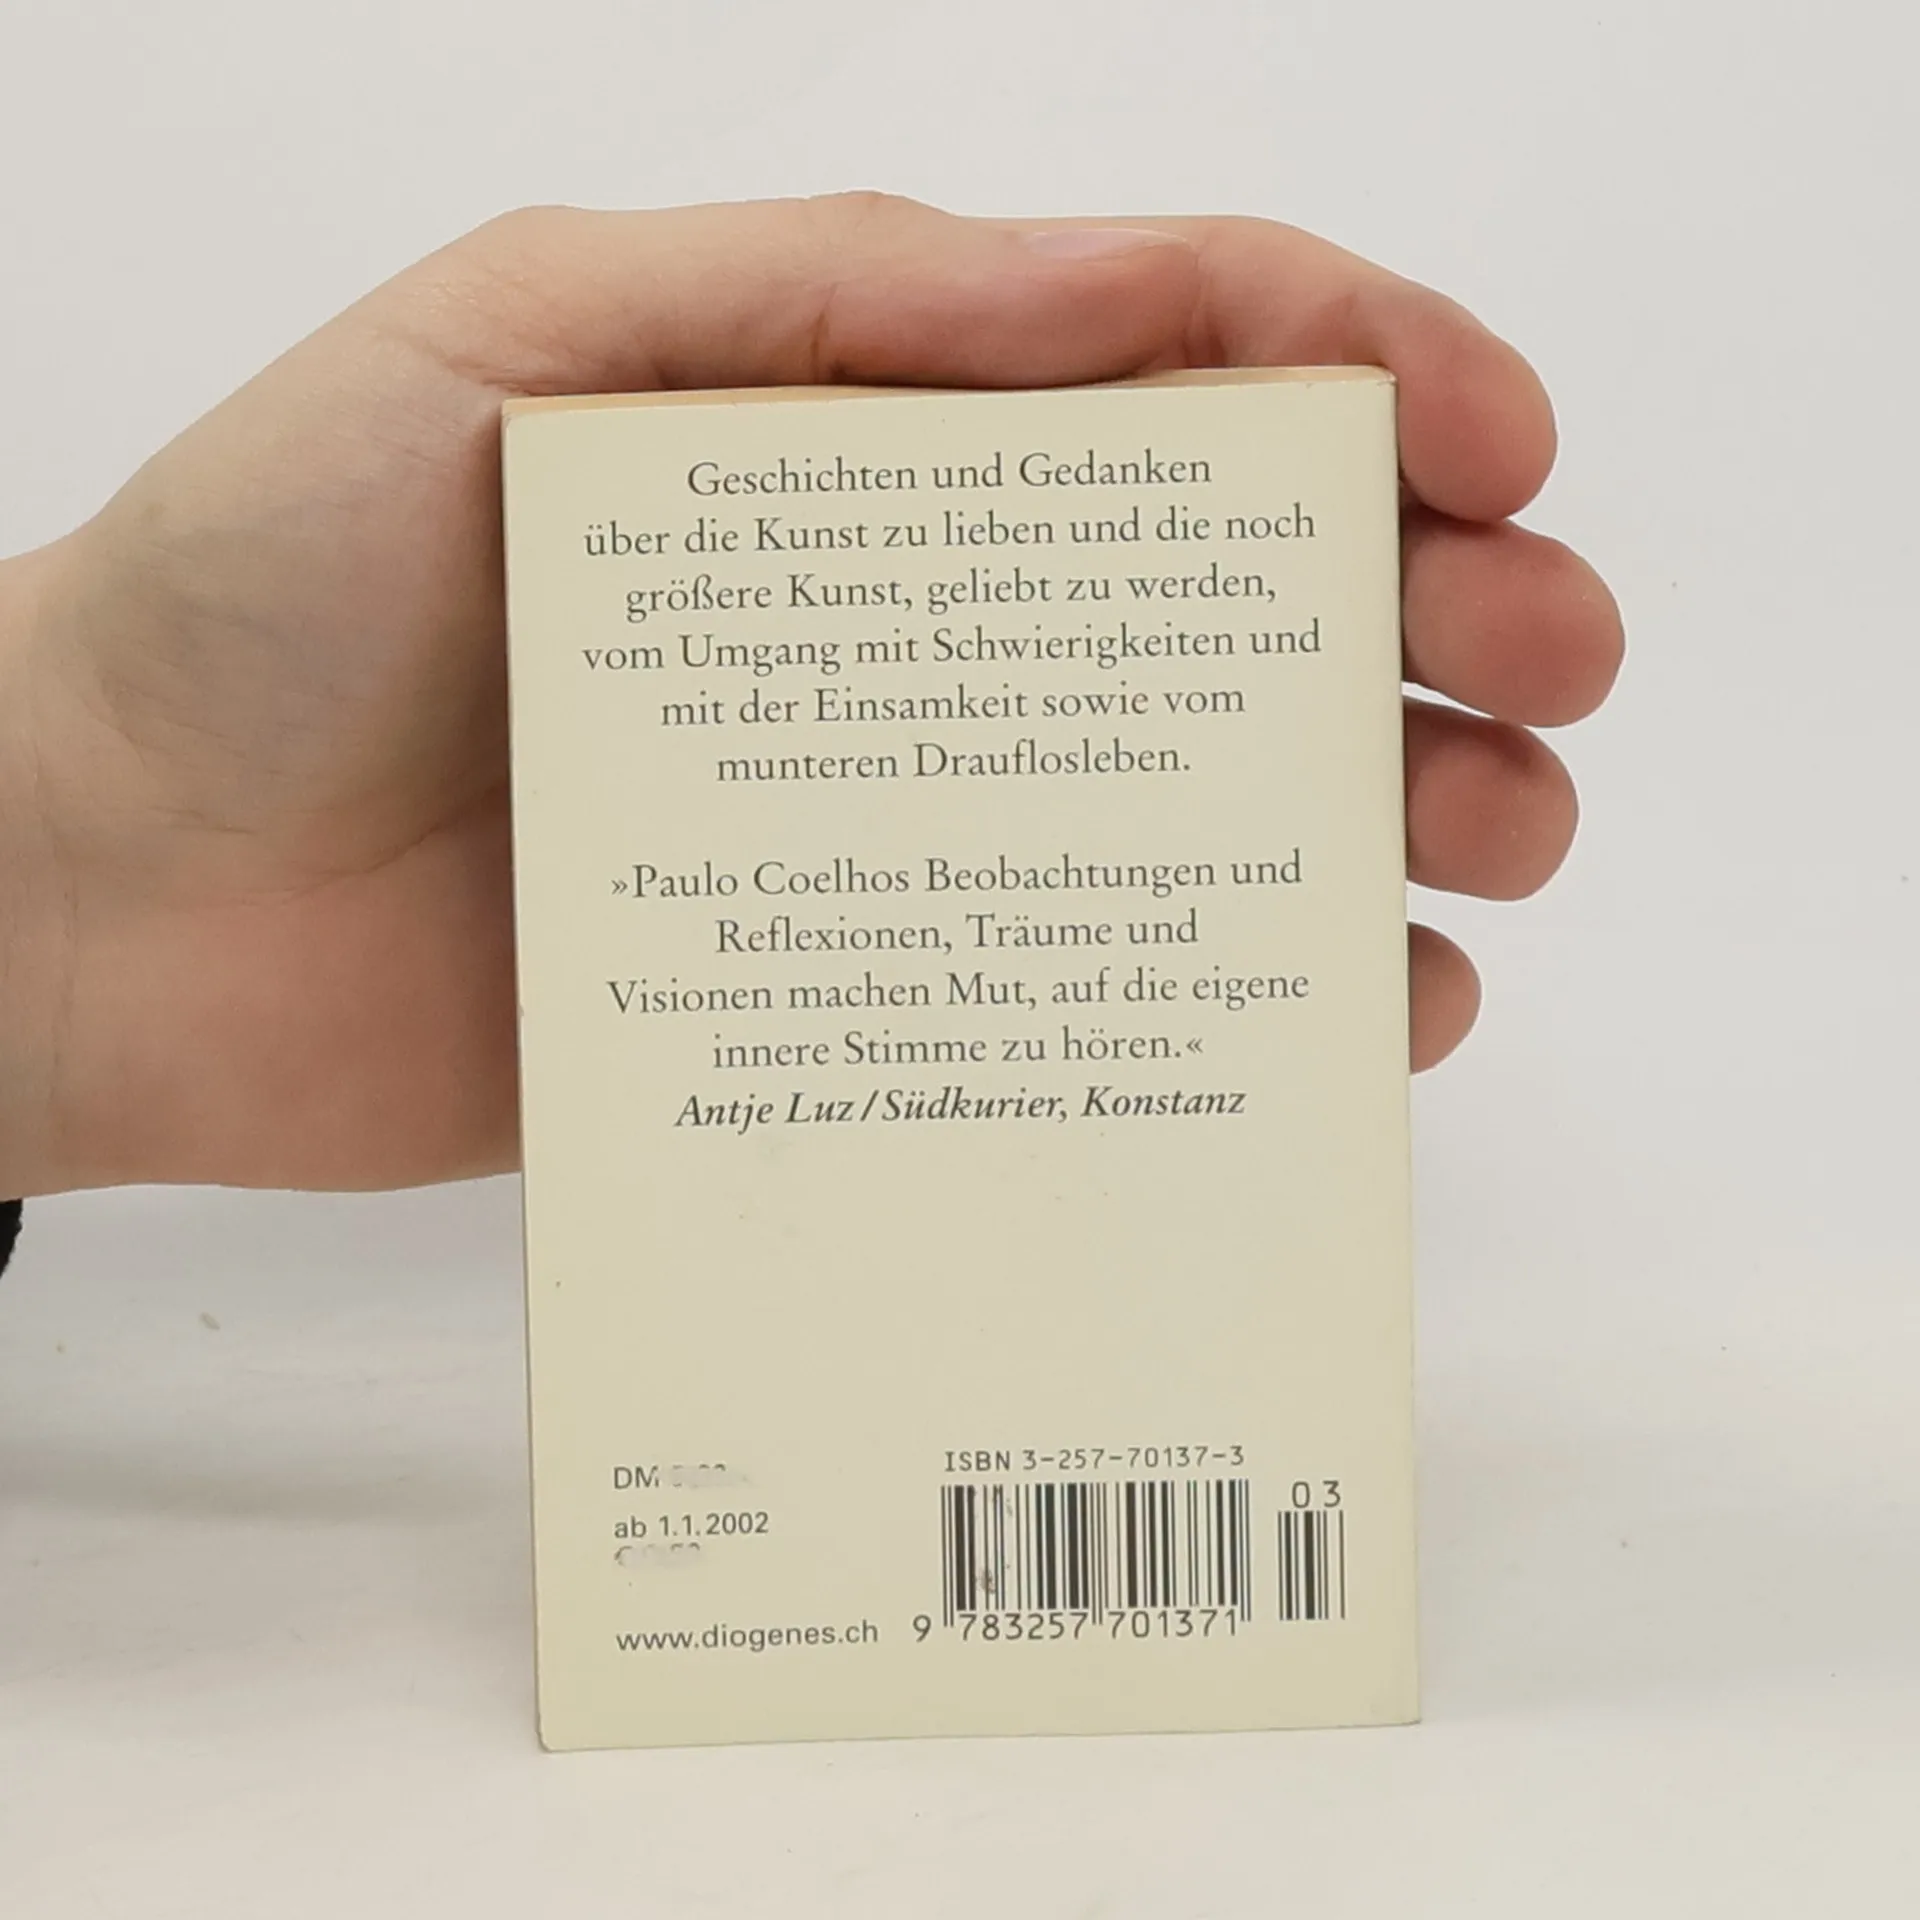 Geschichten und Gedanken
über die Kunst zu lieben und die noch
größere Kunst, geliebt zu werden,
vom Umgang mit Schwierigkeiten und
mit der Einsamkeit sowie vom
munteren Drauflosleben.
»Paulo Coelhos Beobachtungen und
Reflexionen, Träume und
Visionen machen Mut, auf die eigene
innere Stimme zu hören.«
Antje Luz/Südkurier, Konstanz
DM
ab 1.1.2002
€
www.diogenes.ch
ISBN 3-257-70137-3
03
9 783257 701371